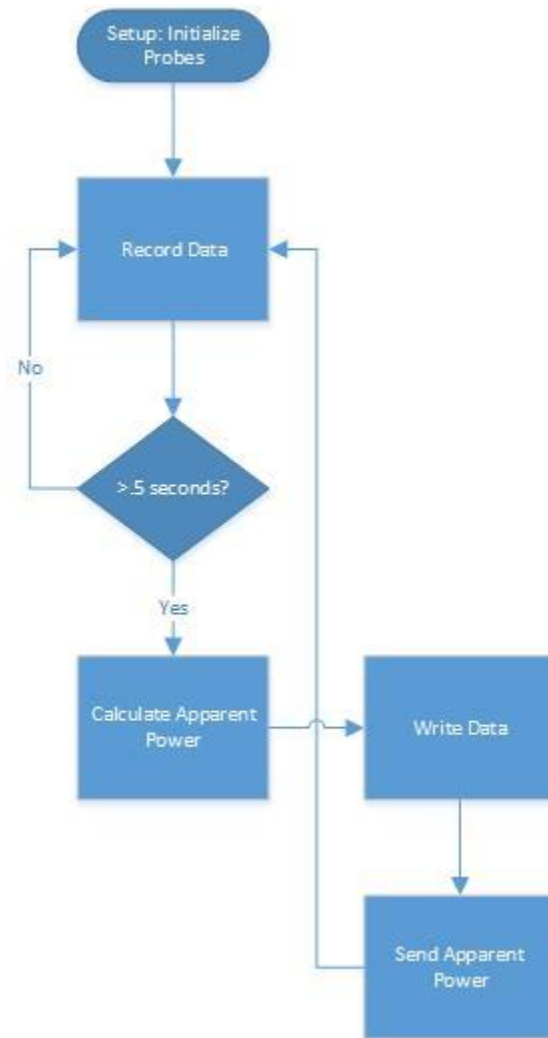 Setup: Initialize
Probes
Record Data
No
>.5 seconds?
Yes
Calculate Apparent
Power
Write Data
Send Apparent
Power